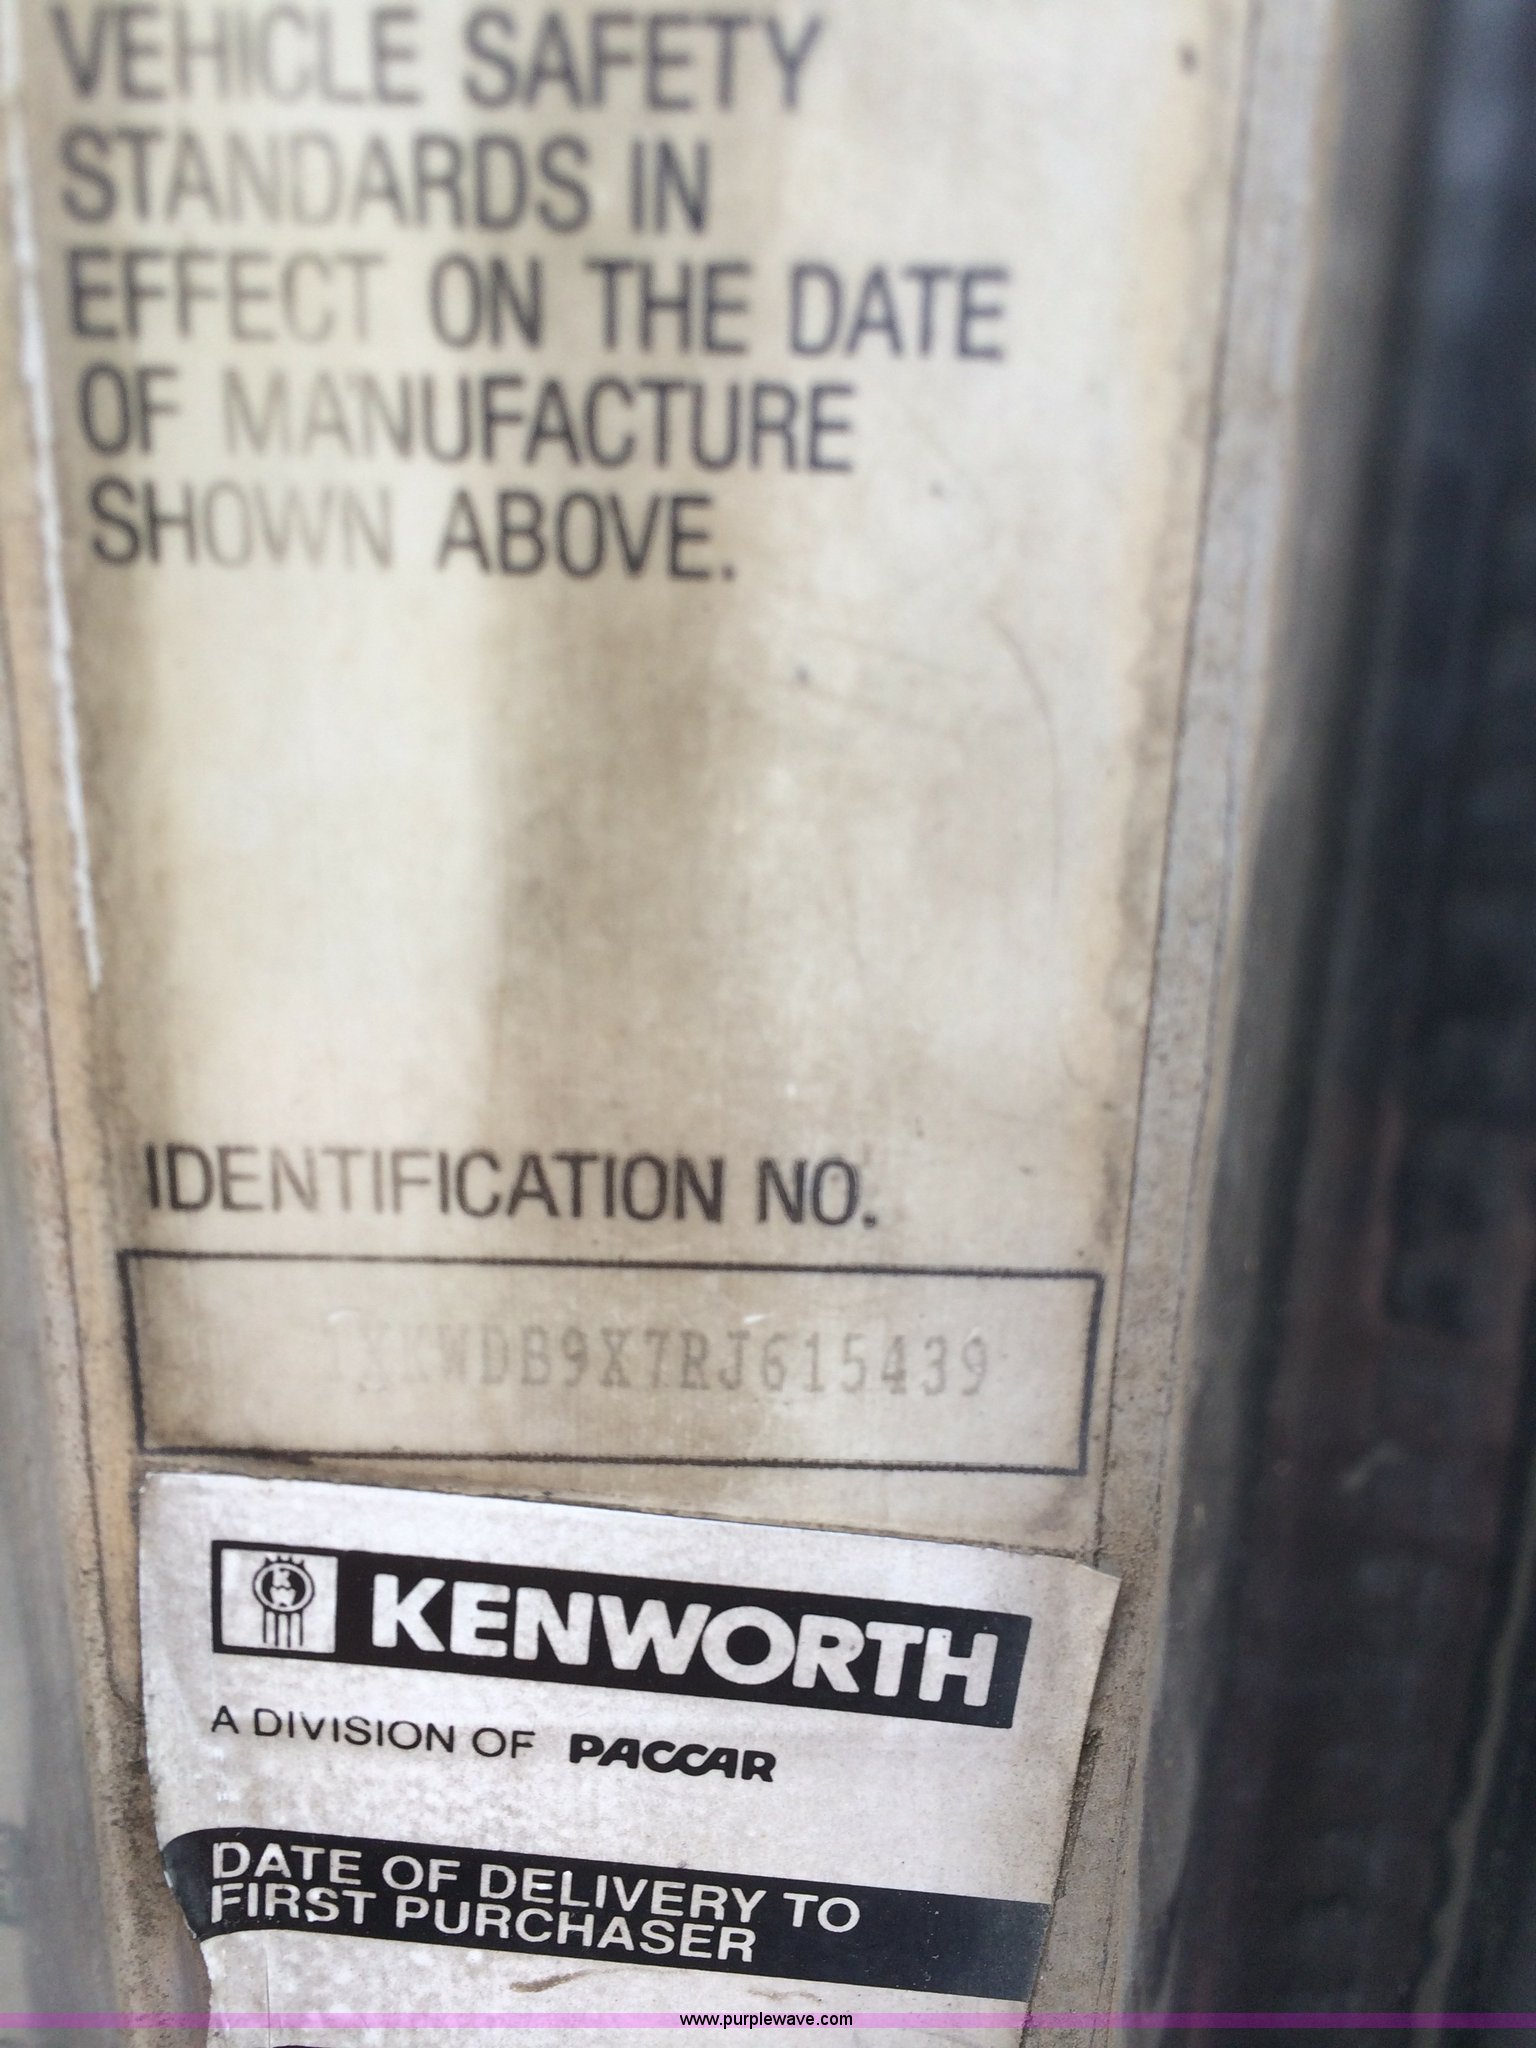 VEHICLE SAFETY
STANDARDS IN
EFFECT ON THE DATE
OF MANUFACTURE
SHOWN ABOVE.
IDENTIFICATION NO.
1XKWDB9X7RJ615439
KW
KENWORTH
A DIVISION OF PACCAR
DATE OF DELIVERY TO
FIRST PURCHASER
www.purplewave.com